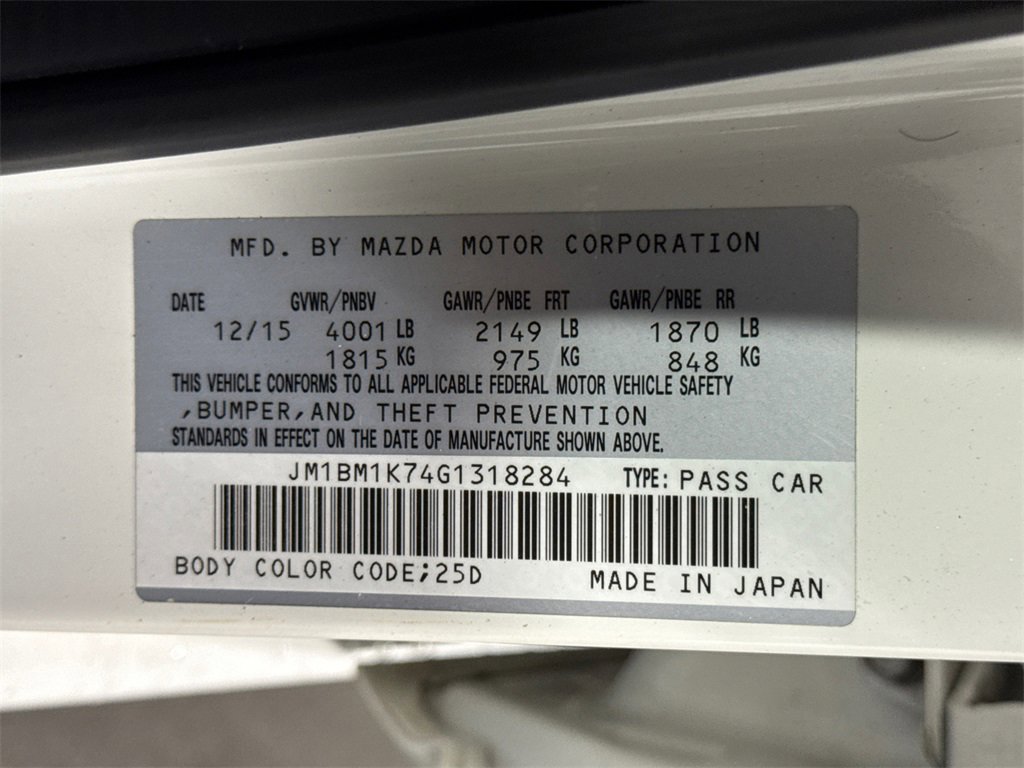 MFD. BY MAZDA MOTOR CORPORATION
DATE GVWR/PNBV GAWR/PNBE FRT GAWR/PNBE RR
12/15 4001 LB 2149 LB 1870 LB
1815 KG 975 KG 848 KG
THIS VEHICLE CONFORMS TO ALL APPLICABLE FEDERAL MOTOR VEHICLE SAFETY
,BUMPER,AND THEFT PREVENTION
STANDARDS IN EFFECT ON THE DATE OF MANUFACTURE SHOWN ABOVE.
JM1BM1K74G1318284 TYPE: PASS CAR
BODY COLOR CODE;25D MADE IN JAPAN